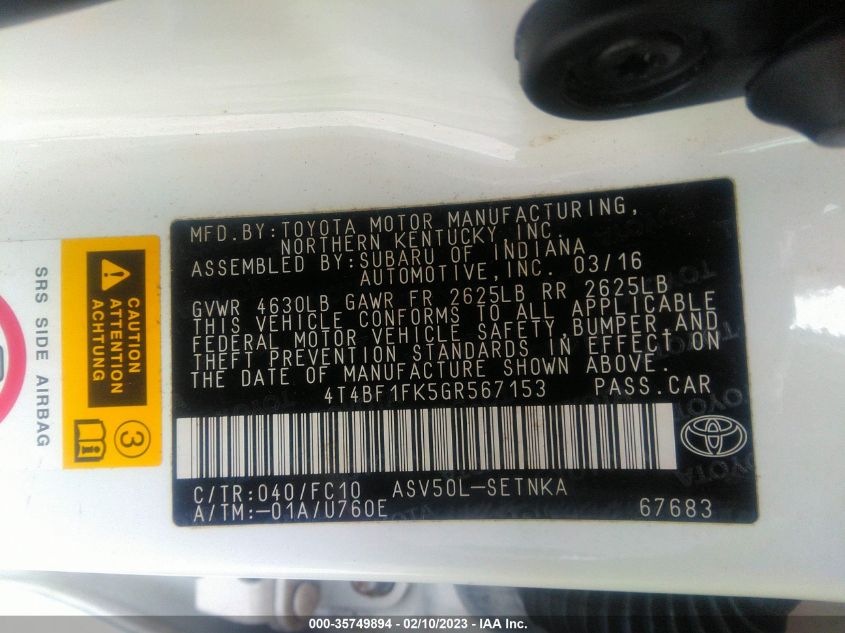 MFD.BY:TOYOTA MOTOR MANUFACTURING,
NORTHERN KENTUCKY, INC.
ASSEMBLED BY:SUBARU OF INDIANA
AUTOMOTIVE,INC. 03/16
GVWR 4630LB GAWR FR 2625LB RR 2625LB
THIS VEHICLE CONFORMS TO ALL APPLICABLE
FEDERAL MOTOR VEHICLE SAFETY,BUMPER,AND
THEFT PREVENTION STANDARDS IN EFFECT ON
THE DATE OF MANUFACTURE SHOWN ABOVE.
4T4BF1FK5GR567153 PASS.CAR
C/TR:040/FC10 ASV50L-SETNKA
A/TM:-01A/U760E 67683
CAUTION
ATTENTION
ACHTUNG
3
SRS SIDE AIRBAG
000-35749894 - 02/10/2023 - IAA Inc.